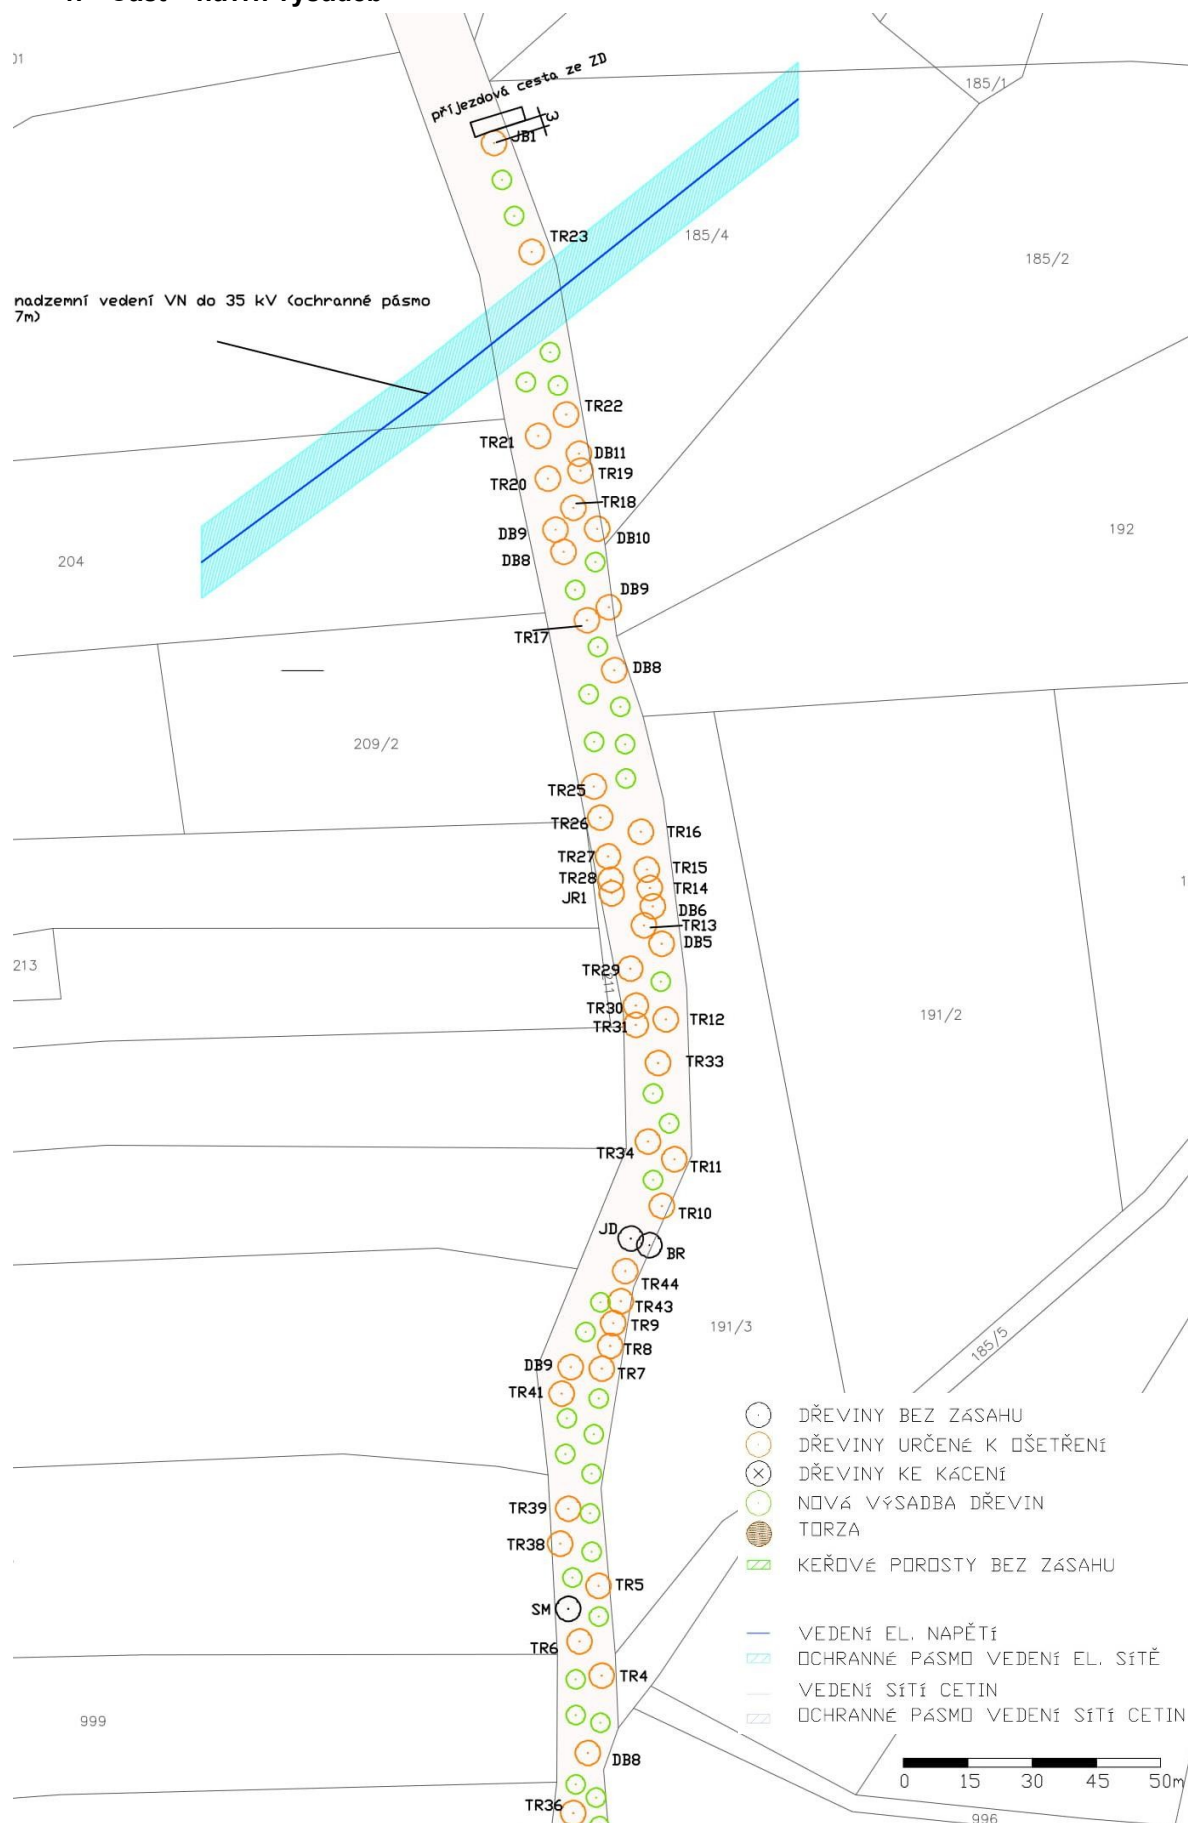 příjezdová cesta ze ZD
3
JB1
185/1
TR23
185/4
185/2
nadzemní vedení VN do 35 kV (ochranné pásmo
7m)
TR22
TR21
DB11
TR19
TR20
TR18
DB9
DB10
DB8
192
204
DB9
TR17
DB8
209/2
TR25
TR26
TR16
TR27
TR15
TR28
TR14
JR1
DB6
TR13
DB5
213
TR29
211
TR30
TR12
TR31
191/2
TR33
TR34
TR11
TR10
JD
BR
TR44
TR43
TR9
191/3
TR8
DB9
TR7
TR41
185/5
DŘEVINY BEZ ZÁSAHU
DŘEVINY URČENÉ K OŠETŘENÍ
DŘEVINY KE KÁCENÍ
NOVÁ VÝSADBA DŘEVIN
TORZA
KEŘOVÉ POROSTY BEZ ZÁSAHU
TR39
TR38
TR5
SM
TR6
TR4
VEDENÍ EL. NAPĚTÍ
OCHRANNÉ PÁSMO VEDENÍ EL. SÍTĚ
VEDENÍ SÍTÍ CETIN
OCHRANNÉ PÁSMO VEDENÍ SÍTÍ CETIN
999
DB8
0 15 30 45 50m
TR36
996